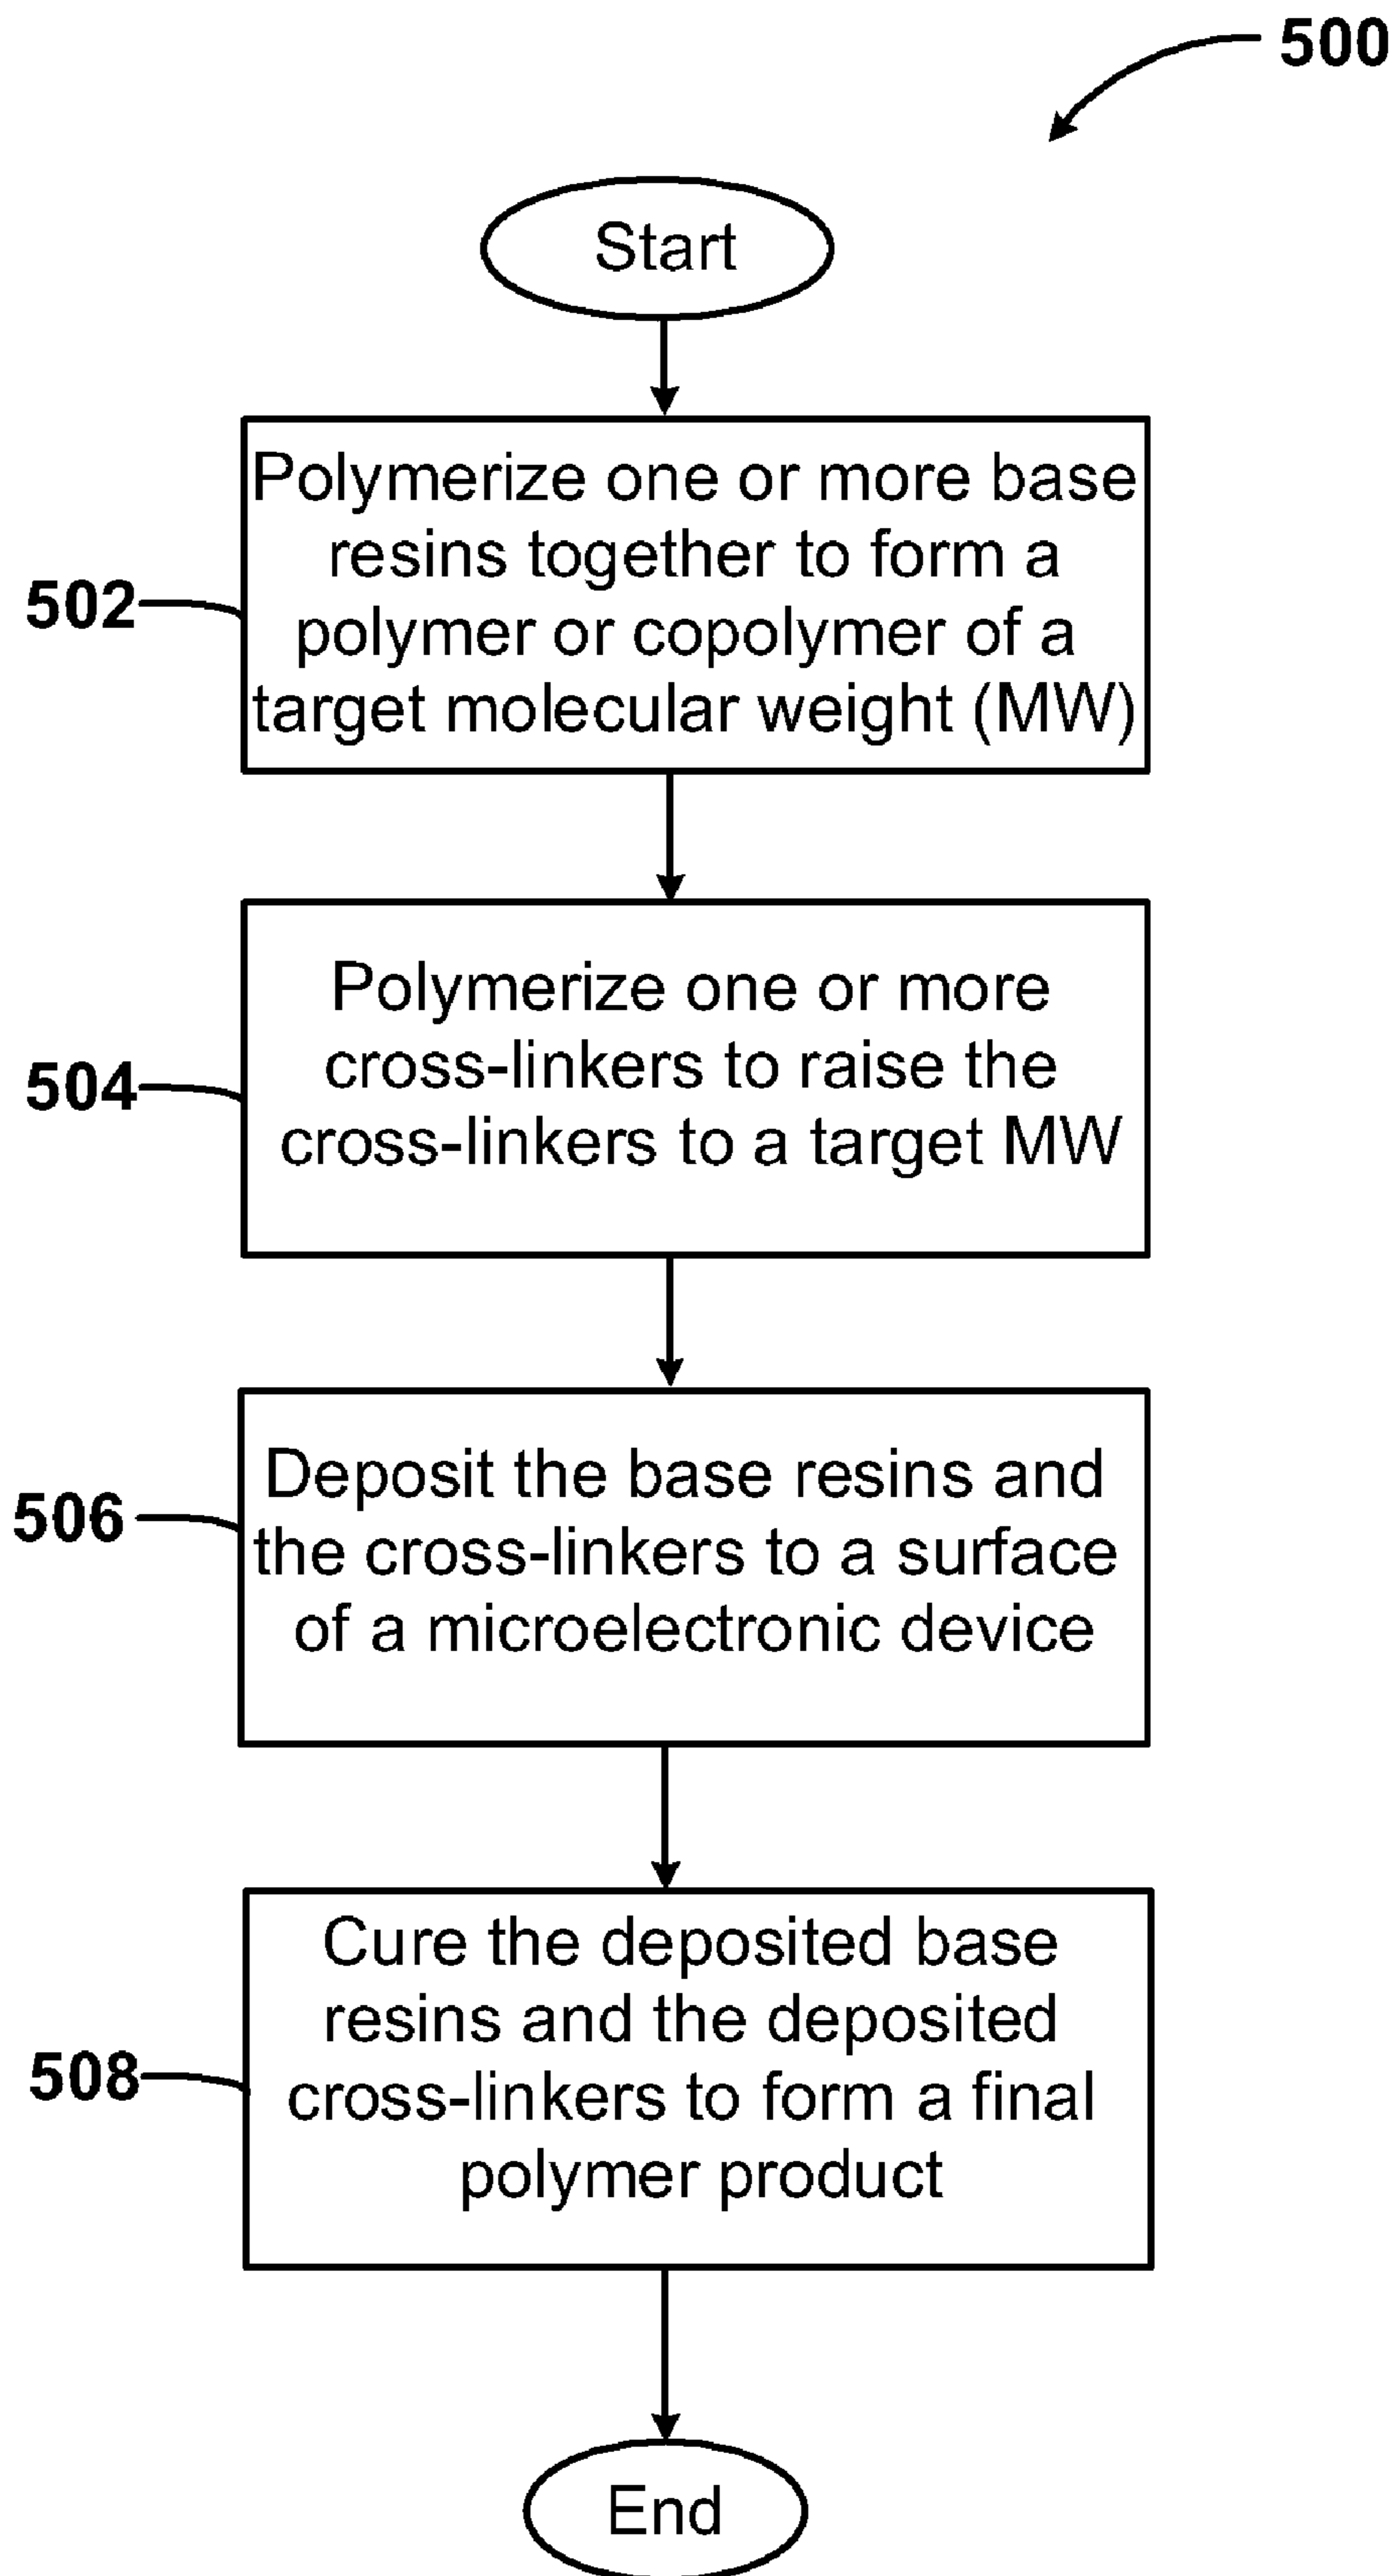 500
Start
Polymerize one or more base
resins together to form a
polymer or copolymer of a
target molecular weight (MW)
502
Polymerize one or more
cross-linkers to raise the
cross-linkers to a target MW
504
Deposit the base resins and
the cross-linkers to a surface
of a microelectronic device
506
Cure the deposited base
resins and the deposited
cross-linkers to form a final
polymer product
508
End